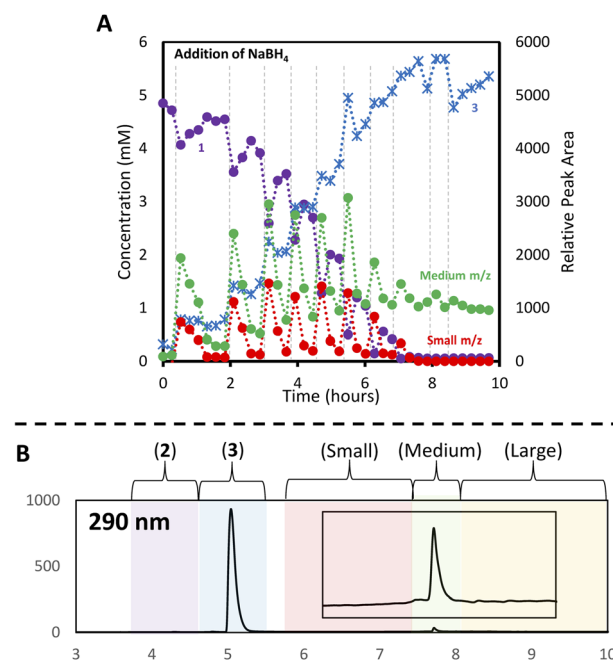 A
Addition of NaBH4
6
5
4
3
2
1
0
Concentration (mM)
6000
5000
4000
3000
2000
1000
0
Relative Peak Area
1
3
Medium m/z
Small m/z
0 2 4 6 8 10
Time (hours)
B
(2) (3) (Small) (Medium) (Large)
290 nm
1000
500
0
3 4 5 6 7 8 9 10